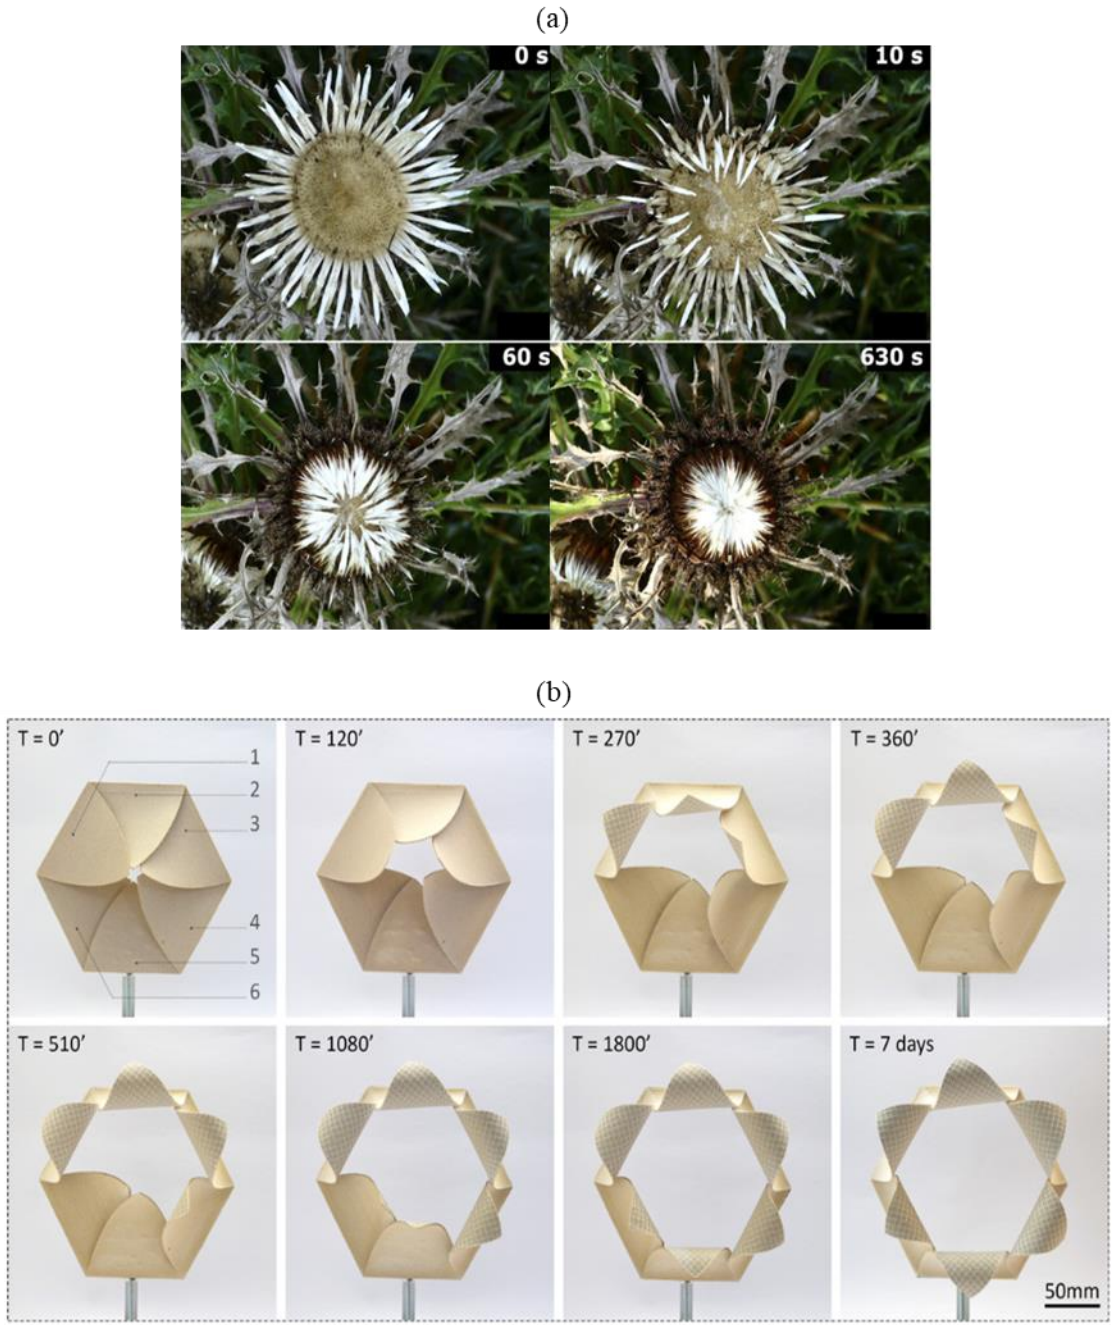 (a)
0 s
10 s
60 s
630 s
(b)
T = 0′
T = 120′
T = 270′
T = 360′
1
2
3
4
5
6
T = 510′
T = 1080′
T = 1800′
T = 7 days
50mm